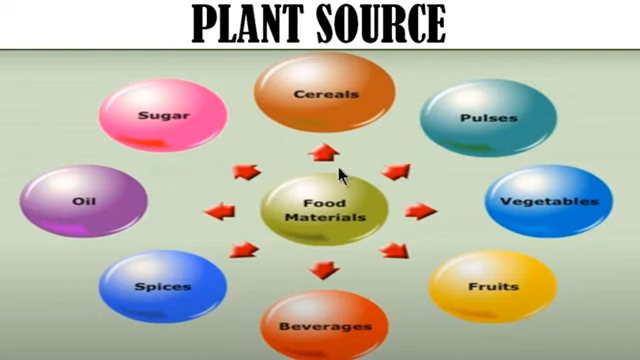 PLANT SOURCE
Cereals
Sugar
Pulses
Oil
Food
Materials
Vegetables
Spices
Fruits
Beverages